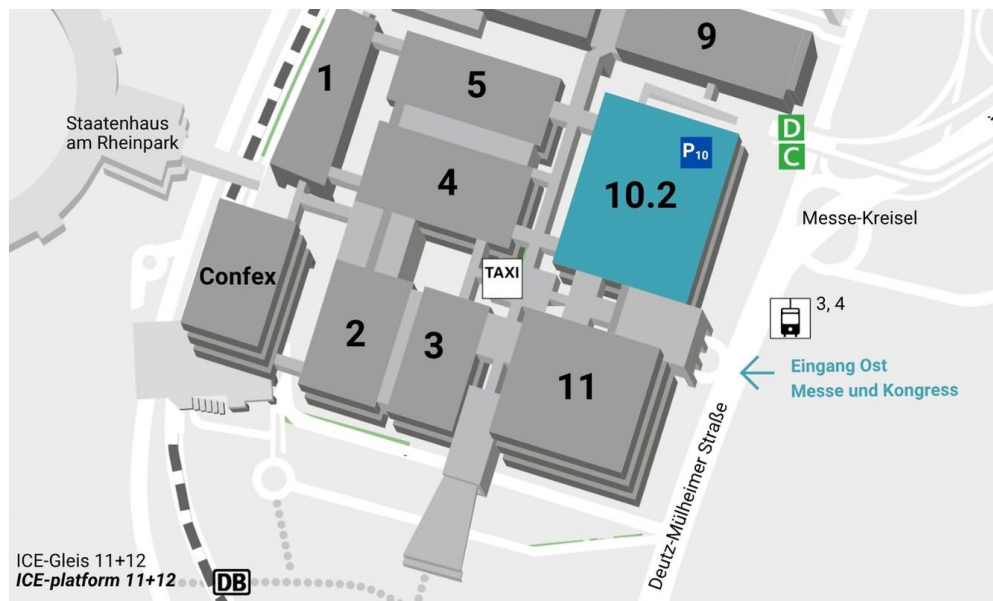 9
1
5
D
Staatenhaus
am Rheinpark
P10
C
4
10.2
Messe-Kreisel
Confex
TAXI
3, 4
2
3
Eingang Ost
11
Messe und Kongress
Deutz-Mülheimer Straße
ICE-Gleis 11+12
ICE-platform 11+12
DB